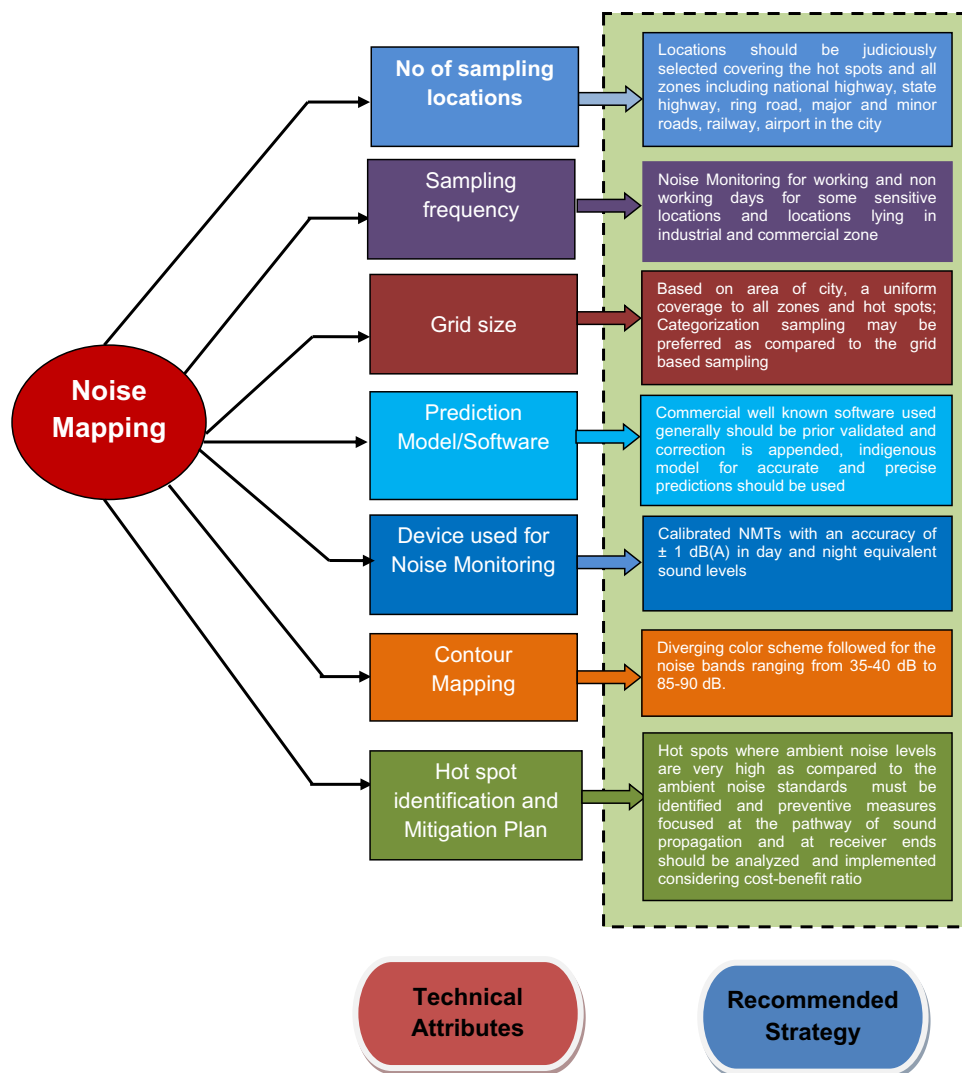 Noise
Mapping
No of sampling
locations
Locations should be judiciously
selected covering the hot spots and all
zones including national highway, state
highway, ring road, major and minor
roads, railway, airport in the city
Sampling
frequency
Noise Monitoring for working and non
working days for some sensitive
locations and locations lying in
industrial and commercial zone
Grid size
Based on area of city, a uniform
coverage to all zones and hot spots;
Categorization sampling may be
preferred as compared to the grid
based sampling
Prediction
Model/Software
Commercial well known software used
generally should be prior validated and
correction is appended, indigenous
model for accurate and precise
predictions should be used
Device used for
Noise Monitoring
Calibrated NMTs with an accuracy of
± 1 dB(A) in day and night equivalent
sound levels
Contour
Mapping
Diverging color scheme followed for the
noise bands ranging from 35-40 dB to
85-90 dB.
Hot spot
identification and
Mitigation Plan
Hot spots where ambient noise levels
are very high as compared to the
ambient noise standards must be
identified and preventive measures
focused at the pathway of sound
propagation and at receiver ends
should be analyzed and implemented
considering cost-benefit ratio
Technical
Attributes
Recommended
Strategy